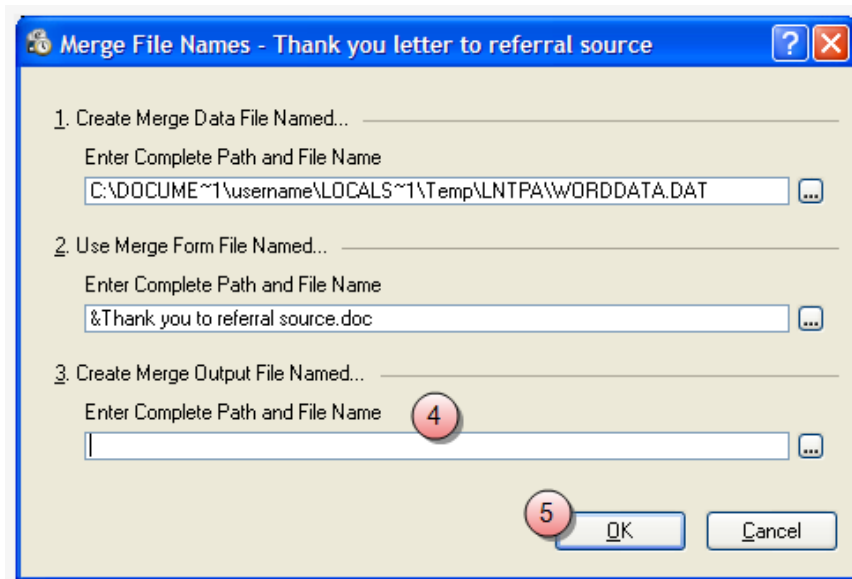 Merge File Names - Thank you letter to referral source
1. Create Merge Data File Named...
Enter Complete Path and File Name
C:\DOCUME~1\username\LOCALS~1\Temp\LNTPA\WORDDATA.DAT
...
2. Use Merge Form File Named...
Enter Complete Path and File Name
&Thank you to referral source.doc
...
3. Create Merge Output File Named...
Enter Complete Path and File Name
4
...
5
OK
Cancel